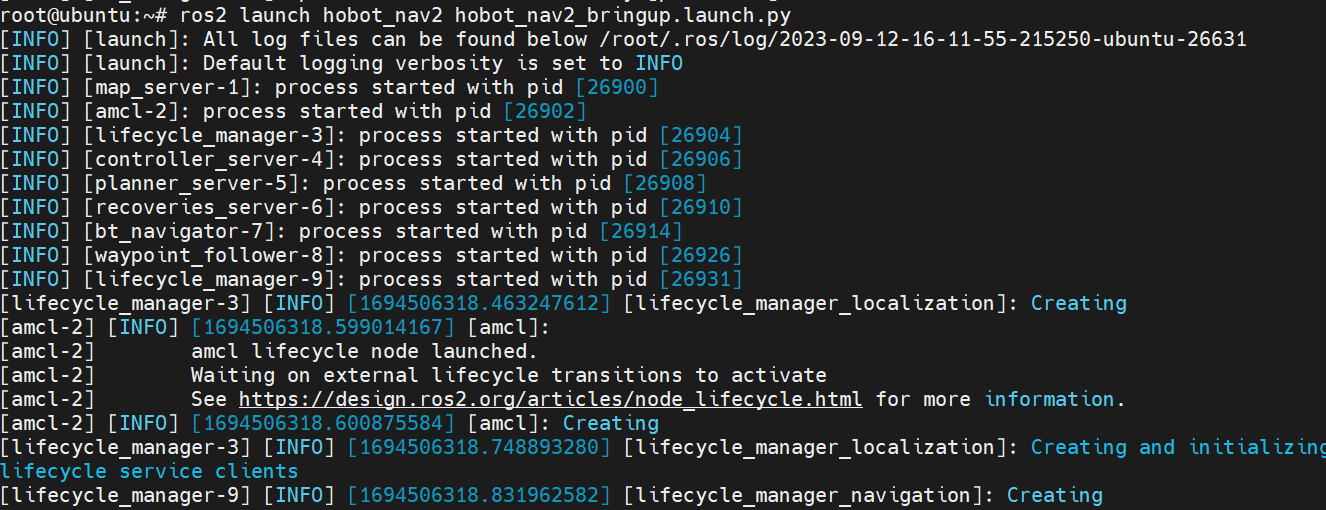 root@ubuntu:~# ros2 launch hobot_nav2 hobot_nav2_bringup.launch.py
[INFO] [launch]: All log files can be found below /root/.ros/log/2023-09-12-16-11-55-215250-ubuntu-26631
[INFO] [launch]: Default logging verbosity is set to INFO
[INFO] [map_server-1]: process started with pid [26900]
[INFO] [amcl-2]: process started with pid [26902]
[INFO] [lifecycle_manager-3]: process started with pid [26904]
[INFO] [controller_server-4]: process started with pid [26906]
[INFO] [planner_server-5]: process started with pid [26908]
[INFO] [recoveries_server-6]: process started with pid [26910]
[INFO] [bt_navigator-7]: process started with pid [26914]
[INFO] [waypoint_follower-8]: process started with pid [26926]
[INFO] [lifecycle_manager-9]: process started with pid [26931]
[lifecycle_manager-3] [INFO] [1694506318.463247612] [lifecycle_manager_localization]: Creating
[amcl-2] [INFO] [1694506318.599014167] [amcl]:
[amcl-2]        amcl lifecycle node launched.
[amcl-2]        Waiting on external lifecycle transitions to activate
[amcl-2]        See https://design.ros2.org/articles/node_lifecycle.html for more information.
[amcl-2] [INFO] [1694506318.600875584] [amcl]: Creating
[lifecycle_manager-3] [INFO] [1694506318.748893280] [lifecycle_manager_localization]: Creating and initializing
lifecycle service clients
[lifecycle_manager-9] [INFO] [1694506318.831962582] [lifecycle_manager_navigation]: Creating